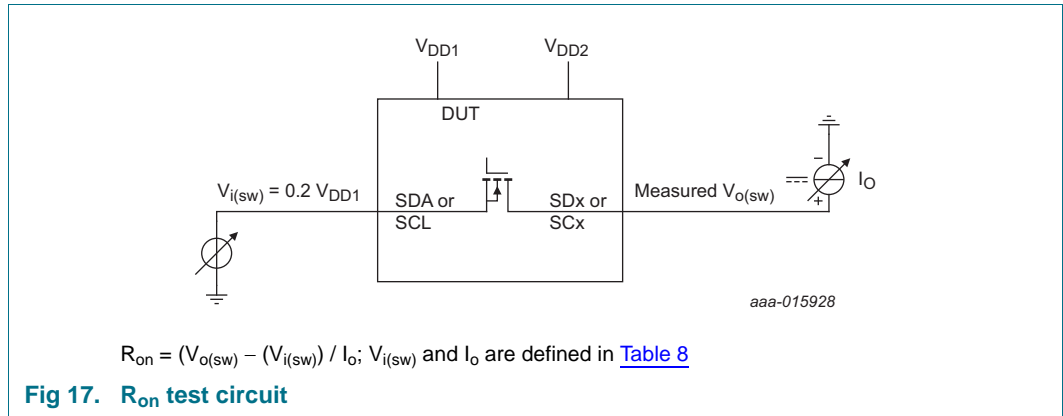 VDD1 VDD2
DUT
Vi(sw) = 0.2 VDD1
SDA or
SCL
SDx or
SCx
Measured Vo(sw)
−
+
IO
aaa-015928
Ron = (Vo(sw) − (Vi(sw)) / Io; Vi(sw) and Io are defined in Table 8
Fig 17. Ron test circuit